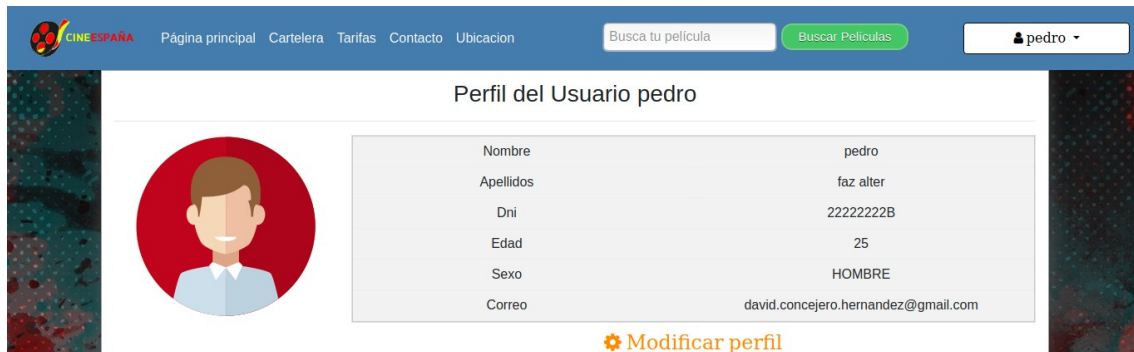 CINEESPAÑA Página principal Cartelera Tarifas Contacto Ubicacion Busca tu película Buscar Películas pedro
Perfil del Usuario pedro
Nombre pedro
Apellidos faz alter
Dni 22222222B
Edad 25
Sexo HOMBRE
Correo david.concejero.hernandez@gmail.com
Modificar perfil